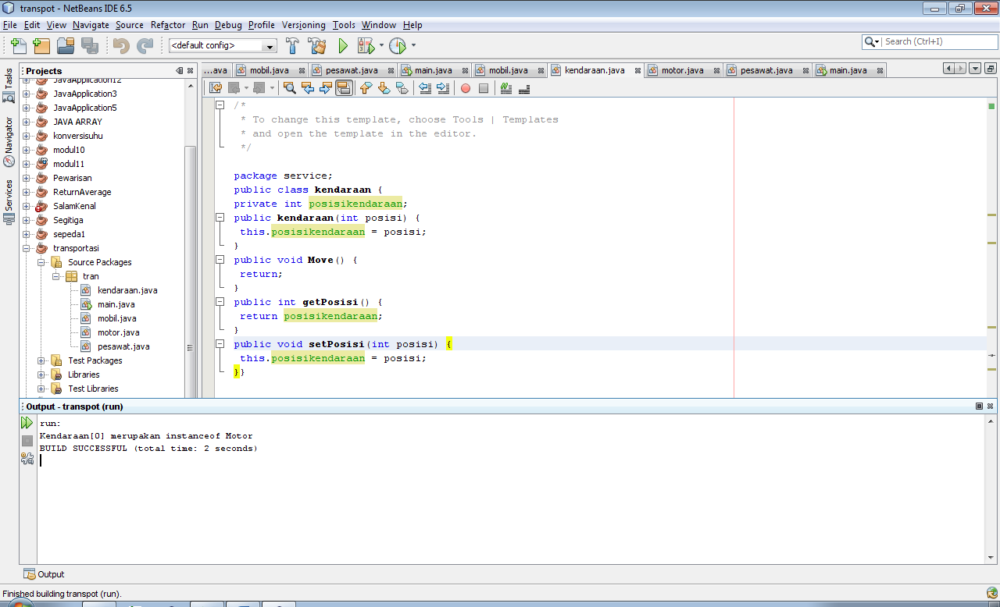 transpot - NetBeans IDE 6.5
File Edit View Navigate Source Refactor Run Debug Profile Versioning Tools Window Help
<default config>
Search (Ctrl+I)
Tasks
Navigator
Services
Projects
JavaApplication12
JavaApplication3
JavaApplication5
JAVA ARRAY
konversisuhu
modul10
modul11
Pewarisan
ReturnAverage
SalamKenal
Segitiga
sepeda1
transportasi
Source Packages
tran
kendaraan.java
main.java
mobil.java
motor.java
pesawat.java
Test Packages
Libraries
Test Libraries
...ava mobil.java pesawat.java main.java mobil.java kendaraan.java motor.java pesawat.java main.java
/*
* To change this template, choose Tools | Templates
* and open the template in the editor.
*/
package service;
public class kendaraan {
private int posisikendaraan;
public kendaraan(int posisi) {
this.posisikendaraan = posisi;
}
public void Move() {
return;
}
public int getPosisi() {
return posisikendaraan;
}
public void setPosisi(int posisi) {
this.posisikendaraan = posisi;
}}
Output - transpot (run)
run:
Kendaraan[0] merupakan instanceof Motor
BUILD SUCCESSFUL (total time: 2 seconds)
Output
Finished building transpot (run).